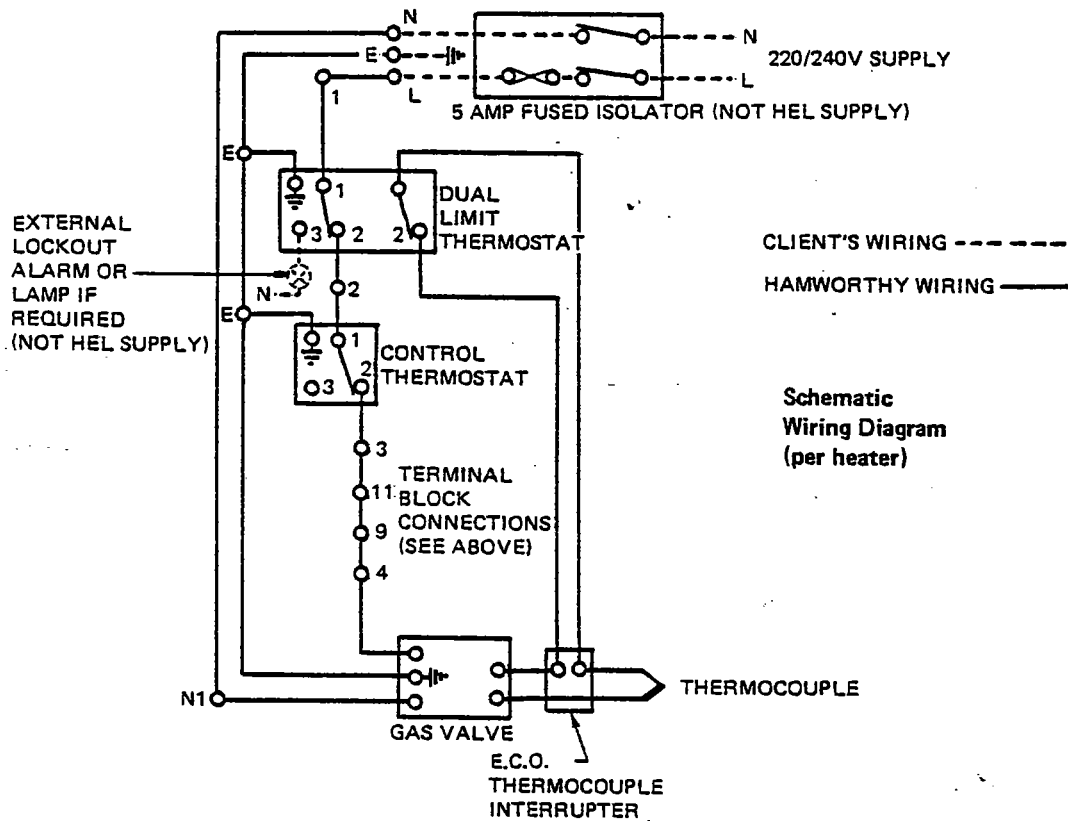 N
N
220/240V SUPPLY
E
L
L
1
5 AMP FUSED ISOLATOR (NOT HEL SUPPLY)
E
1
DUAL
LIMIT
THERMOSTAT
3
2
2
EXTERNAL
LOCKOUT
ALARM OR
LAMP IF
REQUIRED
(NOT HEL SUPPLY)
N
2
CLIENT'S WIRING
HAMWORTHY WIRING
E
1
CONTROL
THERMOSTAT
2
3
Schematic
Wiring Diagram
(per heater)
3
11
9
4
TERMINAL
BLOCK
CONNECTIONS
(SEE ABOVE)
N1
GAS VALVE
THERMOCOUPLE
E.C.O.
THERMOCOUPLE
INTERRUPTER